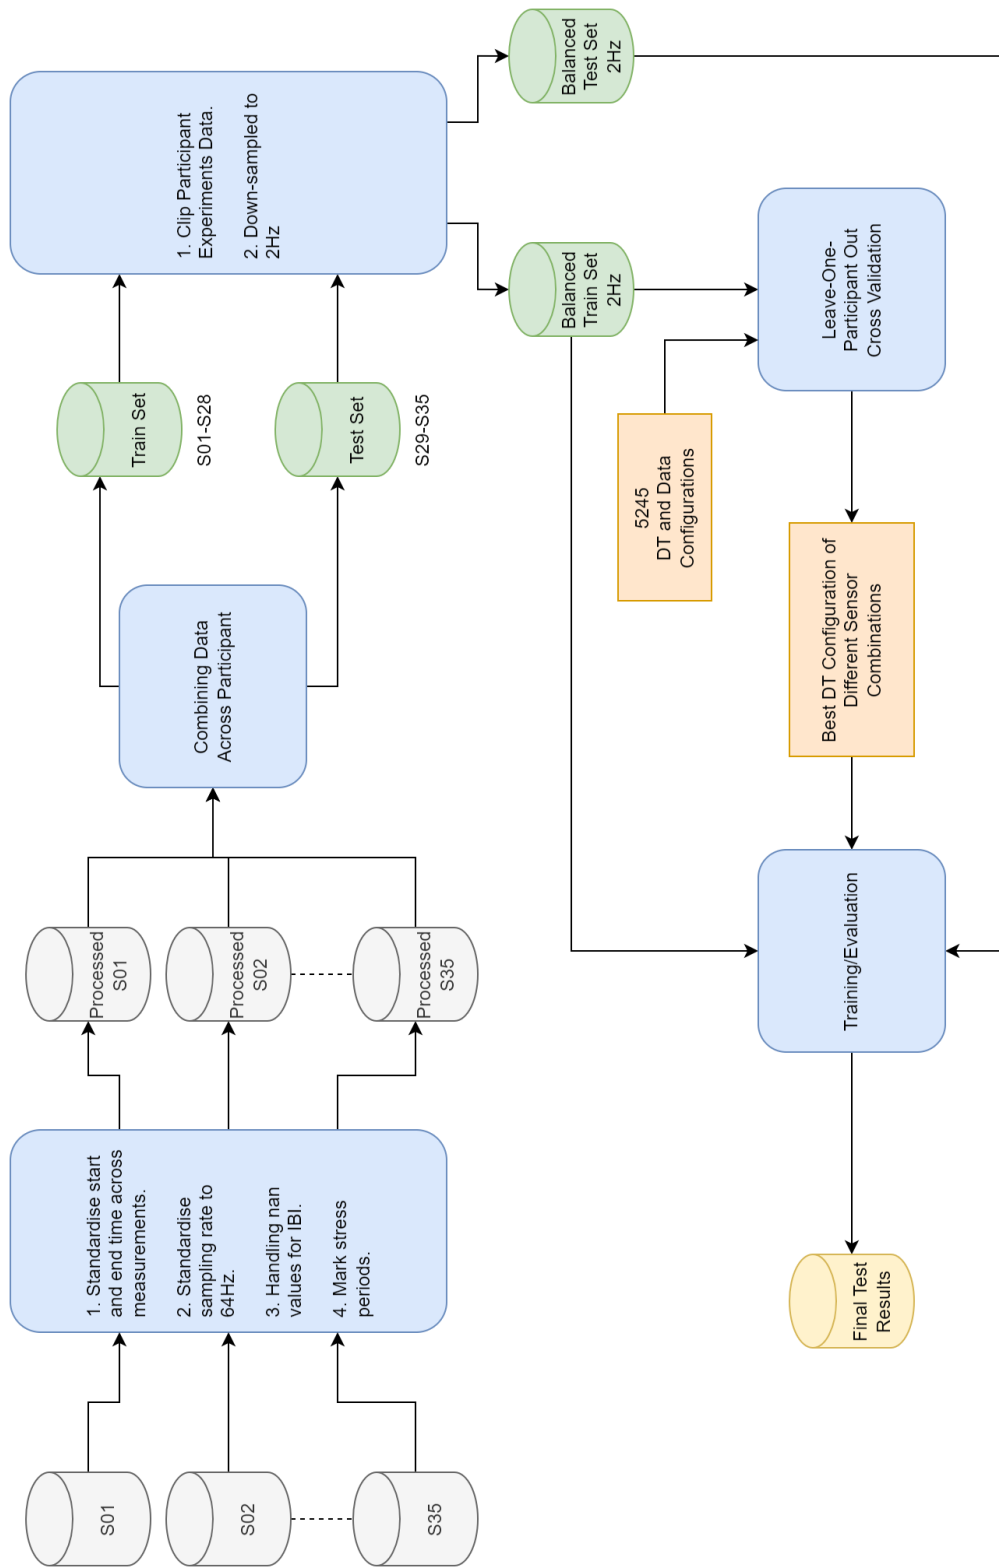 S01
S02
S35
1. Standardise start
and end time across
measurements.
2. Standardise
sampling rate to
64Hz.
3. Handling nan
values for IBI.
4. Mark stress
periods.
Processed
S01
Processed
S02
Processed
S35
Combining Data
Across Participant
Train Set
S01-S28
Test Set
S29-S35
1. Clip Participant
Experiments Data.
2. Down-sampled to
2Hz
Balanced
Train Set
2Hz
Balanced
Test Set
2Hz
5245
DT and Data
Configurations
Leave-One-
Participant Out
Cross Validation
Best DT Configuration of
Different Sensor
Combinations
Training/Evaluation
Final Test
Results